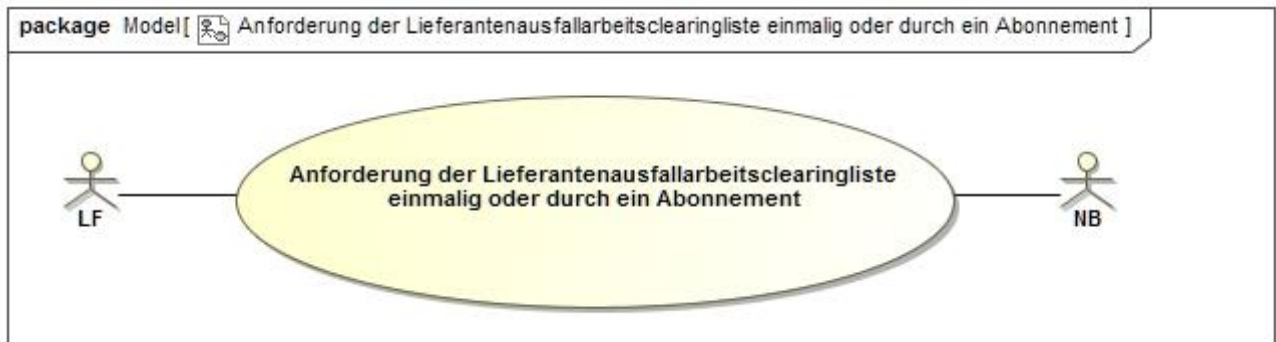 package Model[ Anforderung der Lieferantenausfallarbeitsclearingliste einmalig oder durch ein Abonnement ]
Anforderung der Lieferantenausfallarbeitsclearingliste
einmalig oder durch ein Abonnement
LF
NB